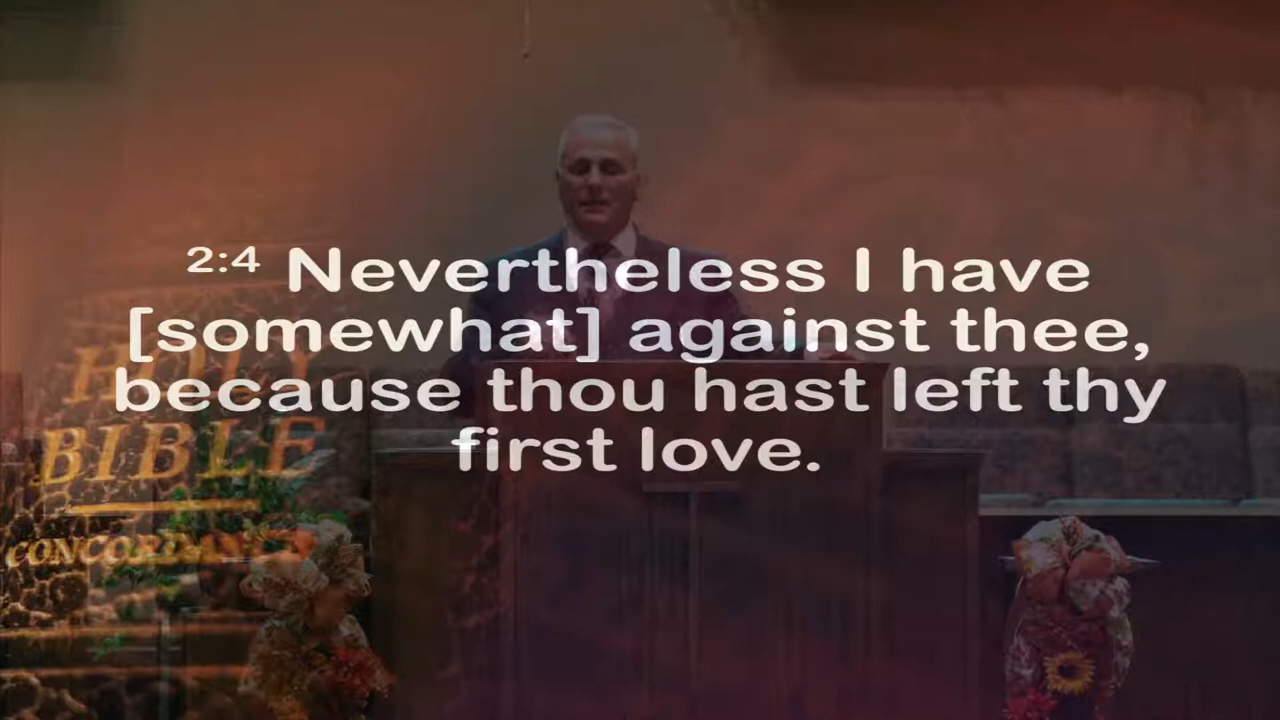 2:4 Nevertheless I have
[somewhat] against thee,
because thou hast left thy
first love.
HOLY
BIBLE
CONCORDANCE